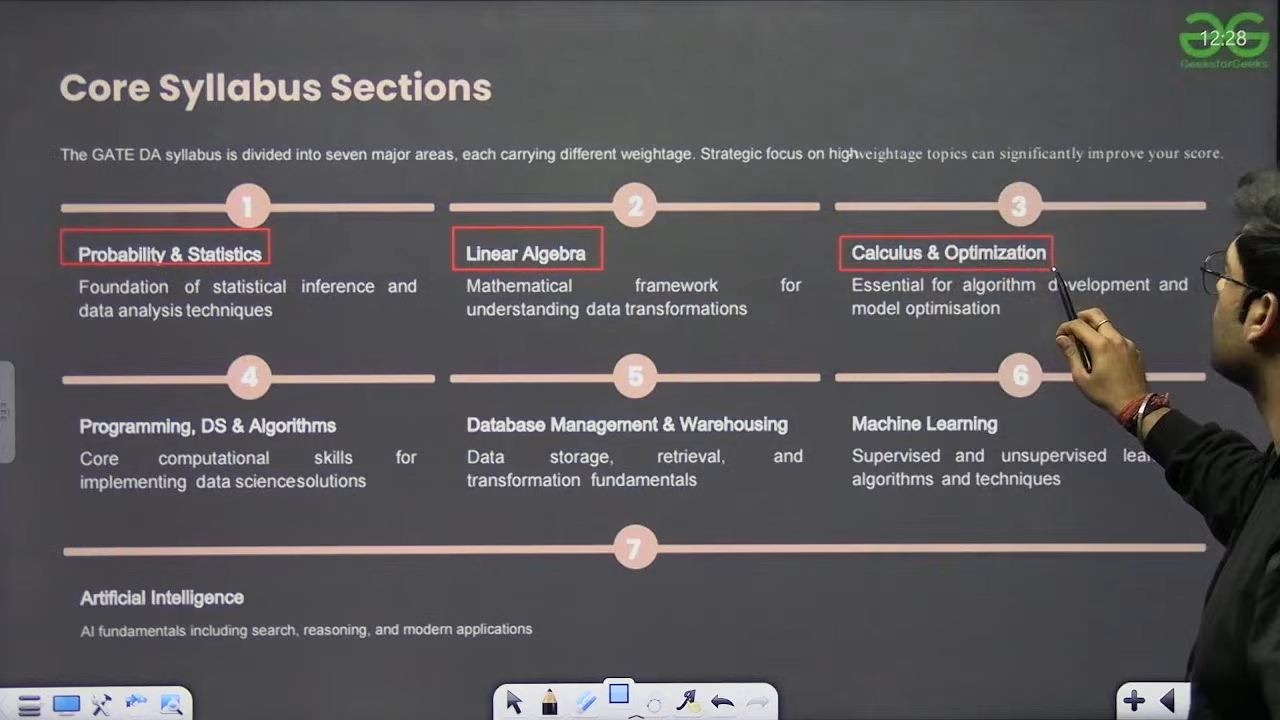 12:28
GeeksforGeeks
Core Syllabus Sections
The GATE DA syllabus is divided into seven major areas, each carrying different weightage. Strategic focus on highweightage topics can significantly improve your score.
1
2
3
Probability & Statistics
Linear Algebra
Calculus & Optimization
Foundation of statistical inference and
data analysis techniques
Mathematical framework for
understanding data transformations
Essential for algorithm development and
model optimisation
4
5
6
Programming, DS & Algorithms
Database Management & Warehousing
Machine Learning
Core computational skills for
implementing data sciencesolutions
Data storage, retrieval, and
transformation fundamentals
Supervised and unsupervised
algorithms and techniques
7
Artificial Intelligence
AI fundamentals including search, reasoning, and modern applications